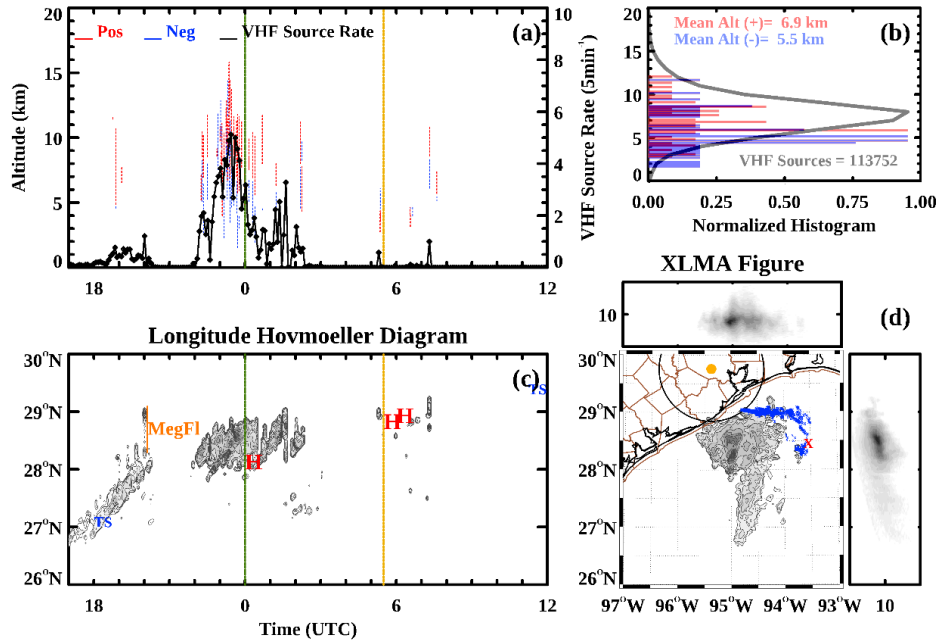 20
15
10
5
0
Altitude (km)
Pos
Neg
VHF Source Rate
(a)
10
8
6
4
2
0
VHF Source Rate (5min⁻¹)
18
0
6
12
20
15
10
5
0
Mean Alt (+)= 6.9 km
Mean Alt (-)= 5.5 km
(b)
VHF Sources = 113752
0.00
0.25
0.50
0.75
1.00
Normalized Histogram
Longitude Hovmoeller Diagram
30°N
29°N
28°N
27°N
26°N
(c)
TS
MegFl
H
H
H
TS
18
0
6
12
Time (UTC)
XLMA Figure
10
(d)
30°N
29°N
28°N
27°N
26°N
X
97°W
96°W
95°W
94°W
93°W
10